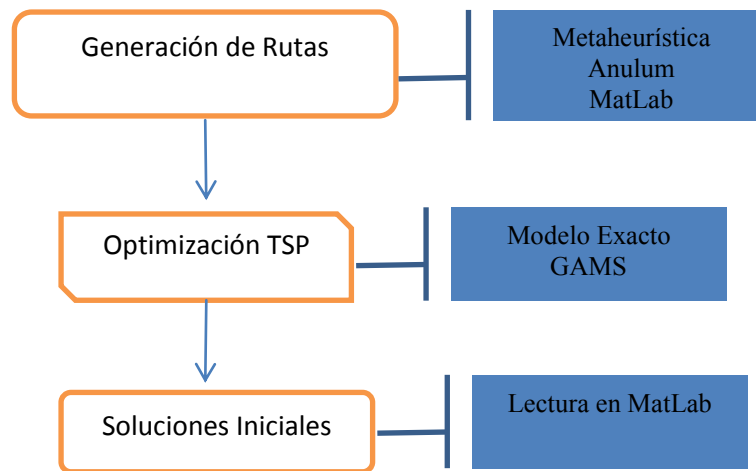 Generación de Rutas
Metaheurística
Anulum
MatLab
Optimización TSP
Modelo Exacto
GAMS
Soluciones Iniciales
Lectura en MatLab